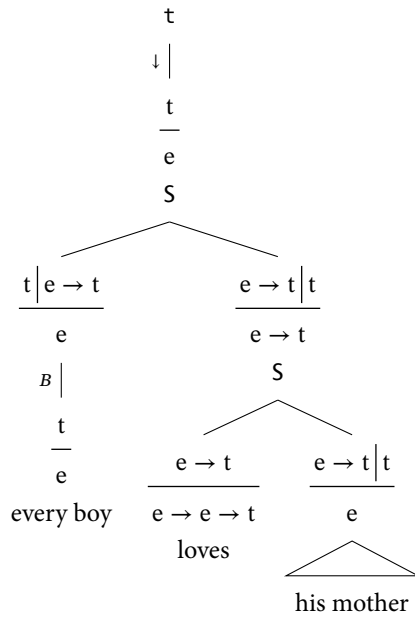 t
↓
t
e
S
t | e → t e → t | t
e e → t
B S
t
e → t e → t | t
e
every boy e → e → t e
loves
his mother